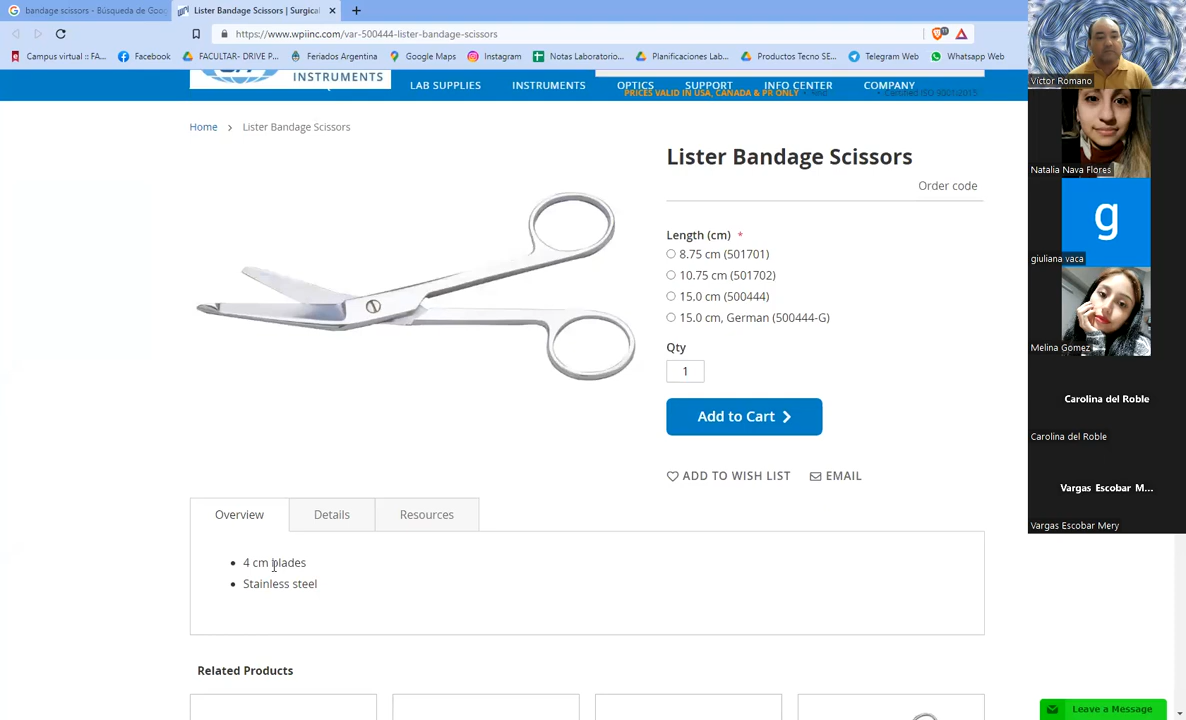 bandage scissors - Búsqueda de Goo
Lister Bandage Scissors | Surgical
https://www.wpiinc.com/var-500444-lister-bandage-scissors
Campus virtual :: FA...
Facebook
FACULTAR- DRIVE P...
Feriados Argentina
Google Maps
Instagram
Notas Laboratorio...
Planificaciones Lab...
Productos Tecno SE...
Telegram Web
Whatsapp Web
INSTRUMENTS
LAB SUPPLIES
INSTRUMENTS
OPTICS
SUPPORT
INFO CENTER
COMPANY
PRICES VALID IN USA, CANADA & PR ONLY
Certified ISO 9001:2015
Home > Lister Bandage Scissors
Lister Bandage Scissors
Order code
Length (cm) *
8.75 cm (501701)
10.75 cm (501702)
15.0 cm (500444)
15.0 cm, German (500444-G)
Qty
1
Add to Cart
ADD TO WISH LIST
EMAIL
Overview
Details
Resources
4 cm blades
Stainless steel
Related Products
Leave a Message
Victor Romano
Natalia Nava Flores
g
giuliana vaca
Melina Gomez
Carolina del Roble
Carolina del Roble
Vargas Escobar M...
Vargas Escobar Mery